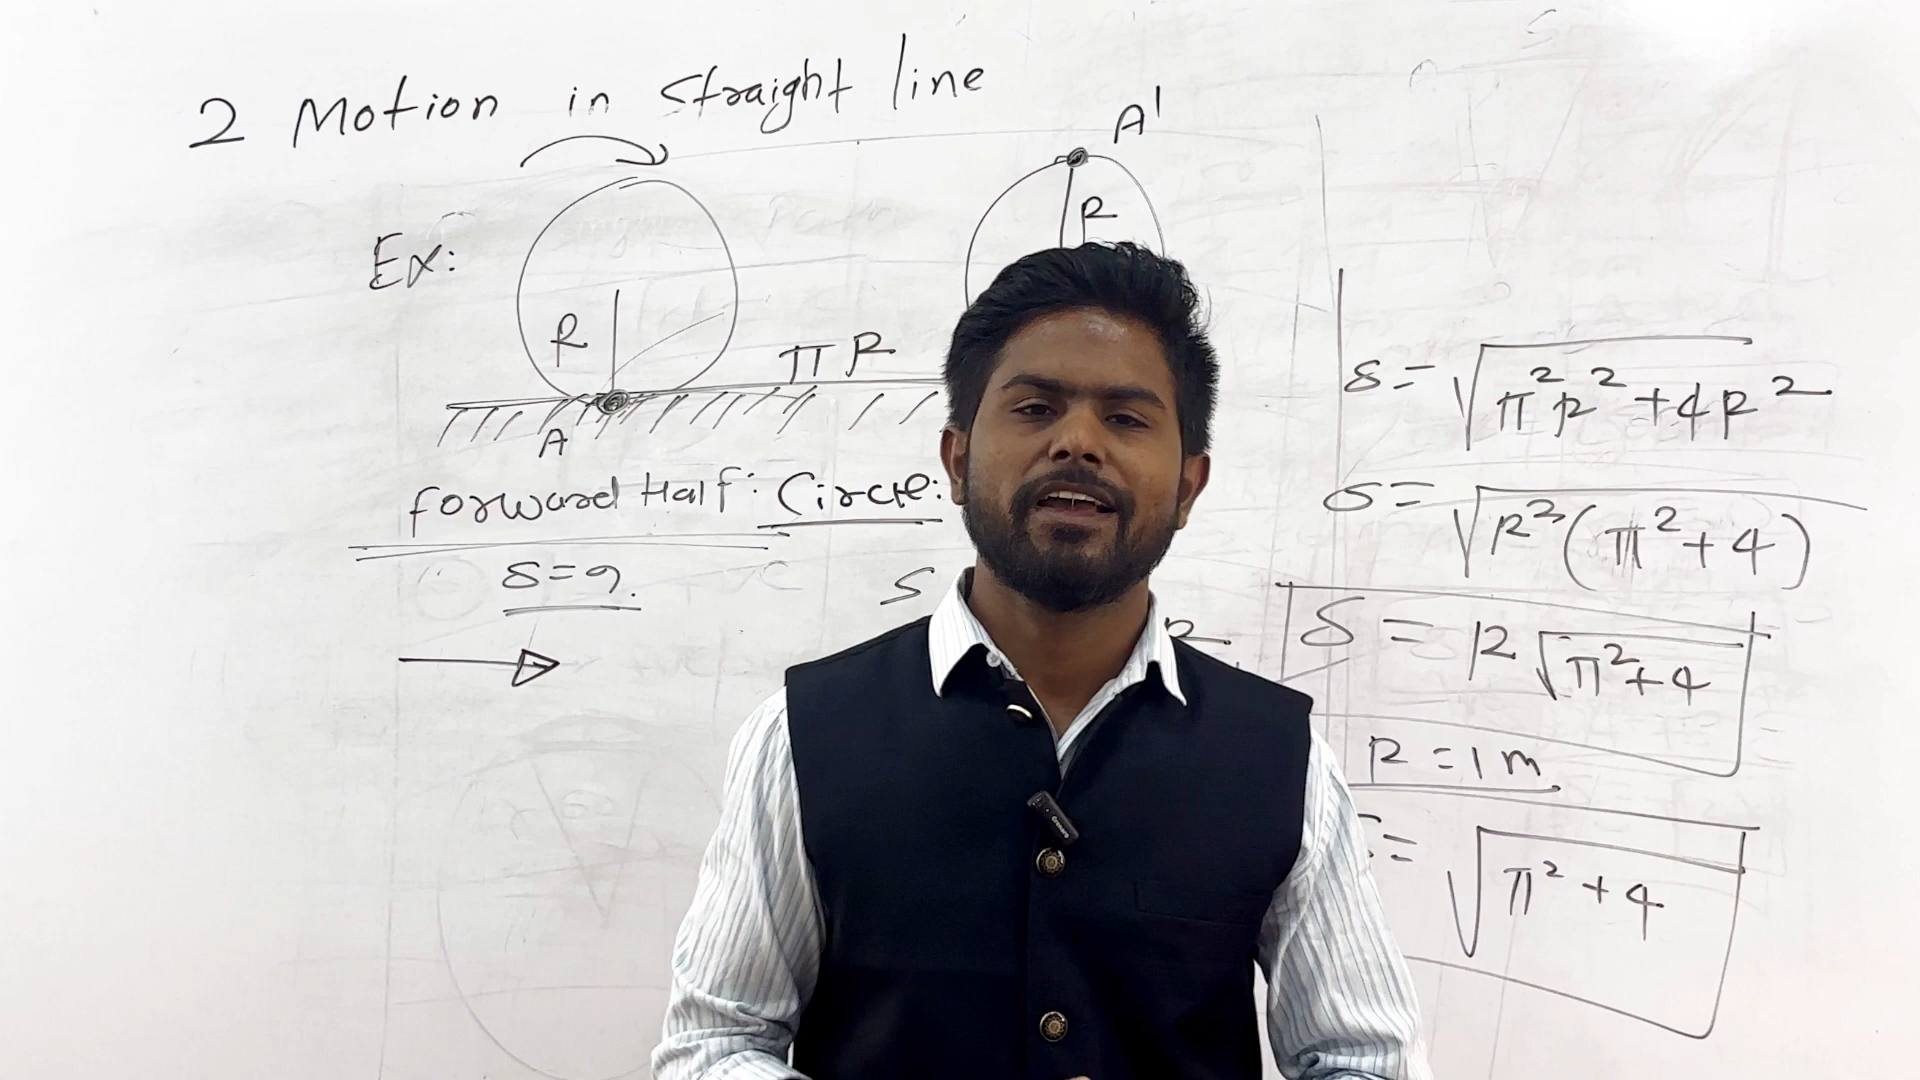 2 Motion in Straight line
A'
R
Ex:
R
πR
A
forward Half: Circle:
S=?
S
R
S=√π²R²+4R²
S=√R²(π²+4)
S=R√π²+4
R=1m
S=√π²+4